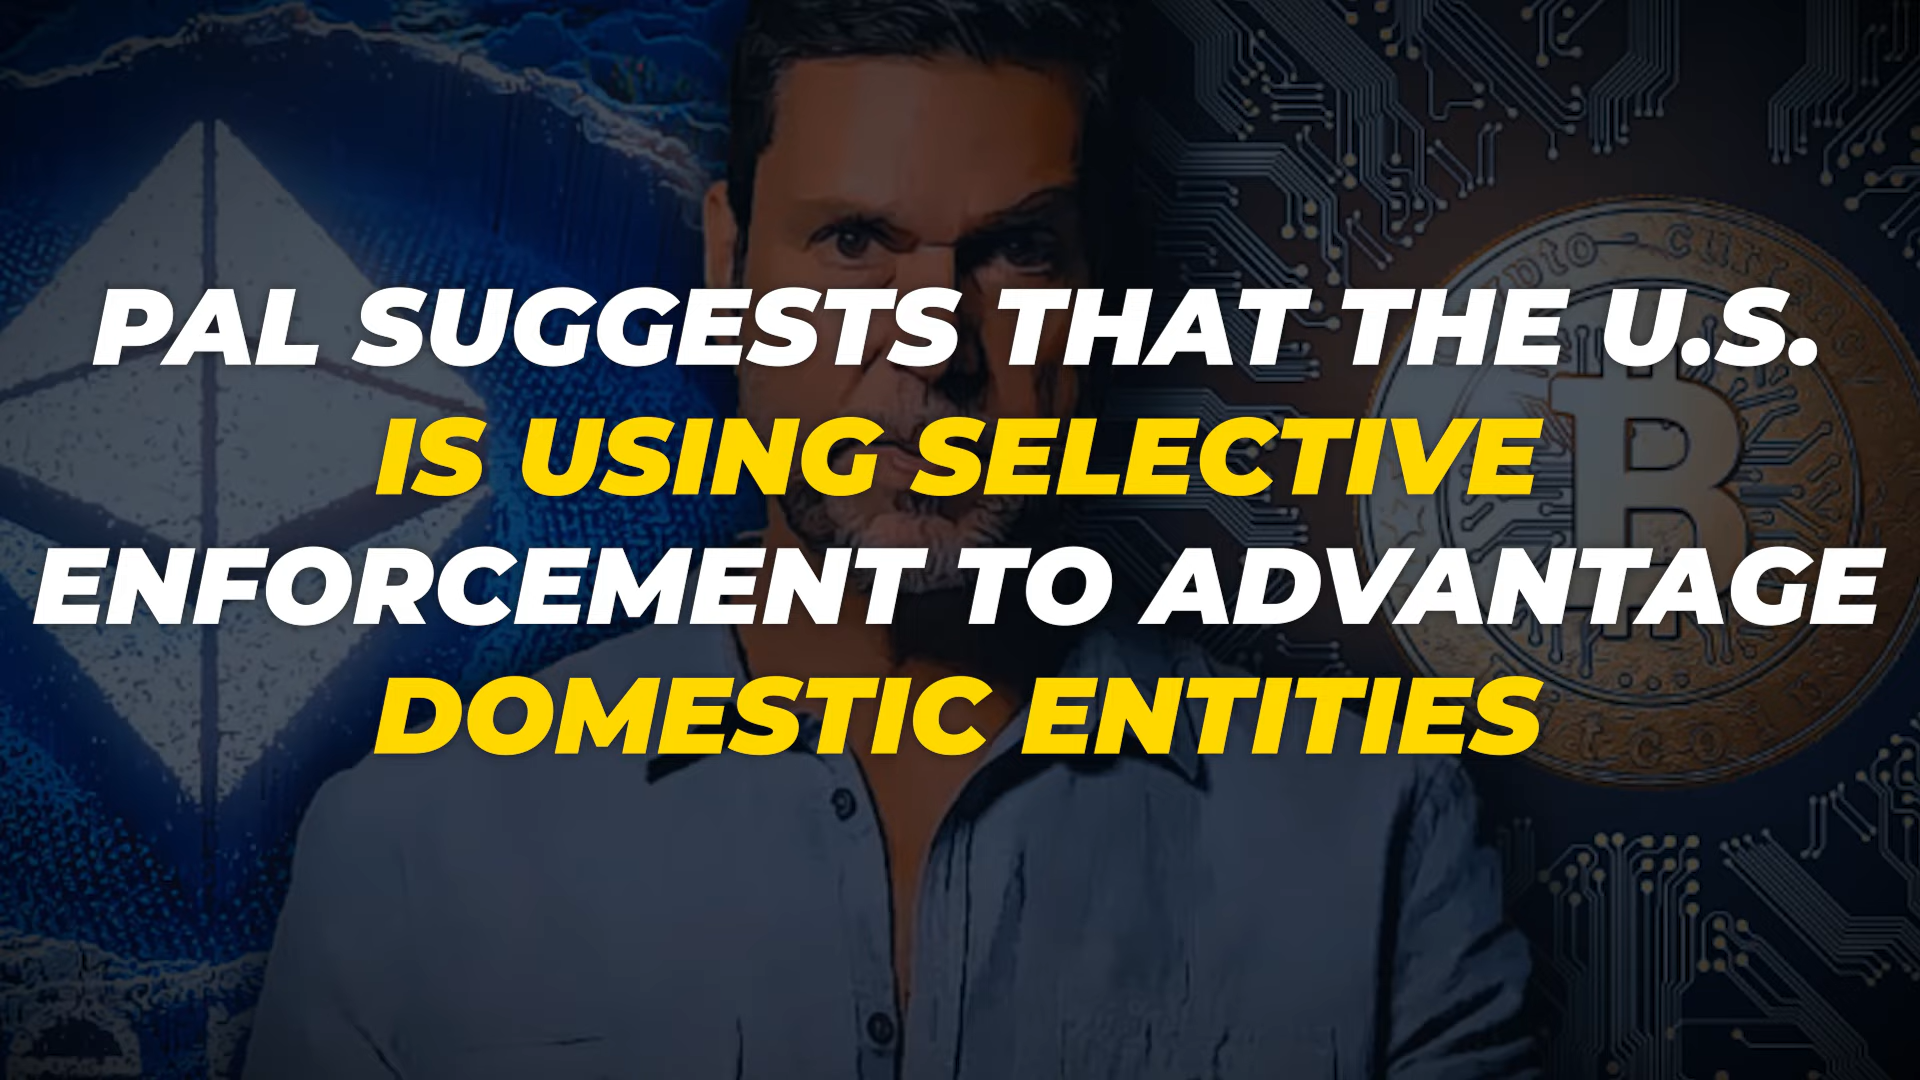 PAL SUGGESTS THAT THE U.S.
IS USING SELECTIVE
ENFORCEMENT TO ADVANTAGE
DOMESTIC ENTITIES